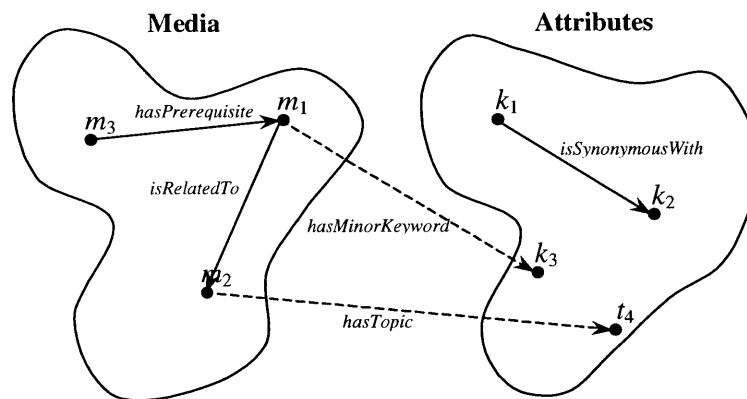 Media
Attributes
hasPrerequisite
m₁
k₁
m₃
isSynonymousWith
isRelatedTo
k₂
hasMinorKeyword
k₃
m₂
hasTopic
t₄